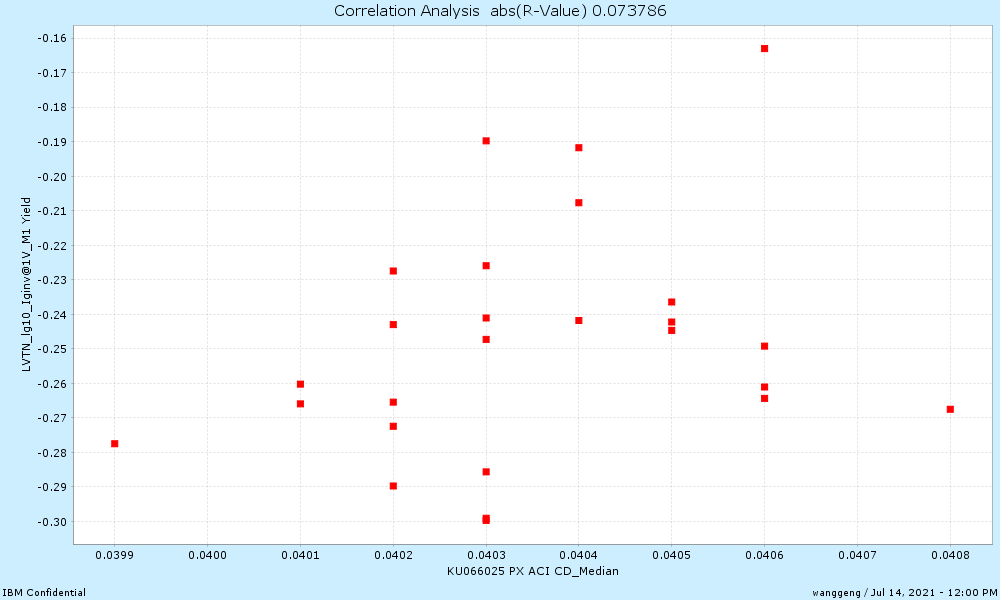 Correlation Analysis  abs(R-Value) 0.073786
-0.16
-0.17
-0.18
-0.19
-0.20
-0.21
-0.22
-0.23
-0.24
-0.25
-0.26
-0.27
-0.28
-0.29
-0.30
LVTN_lg10_Iginv@1V_M1 Yield
0.0399 0.0400 0.0401 0.0402 0.0403 0.0404 0.0405 0.0406 0.0407 0.0408
KU066025 PX ACI CD_Median
IBM Confidential
wanggeng / Jul 14, 2021 - 12:00 PM